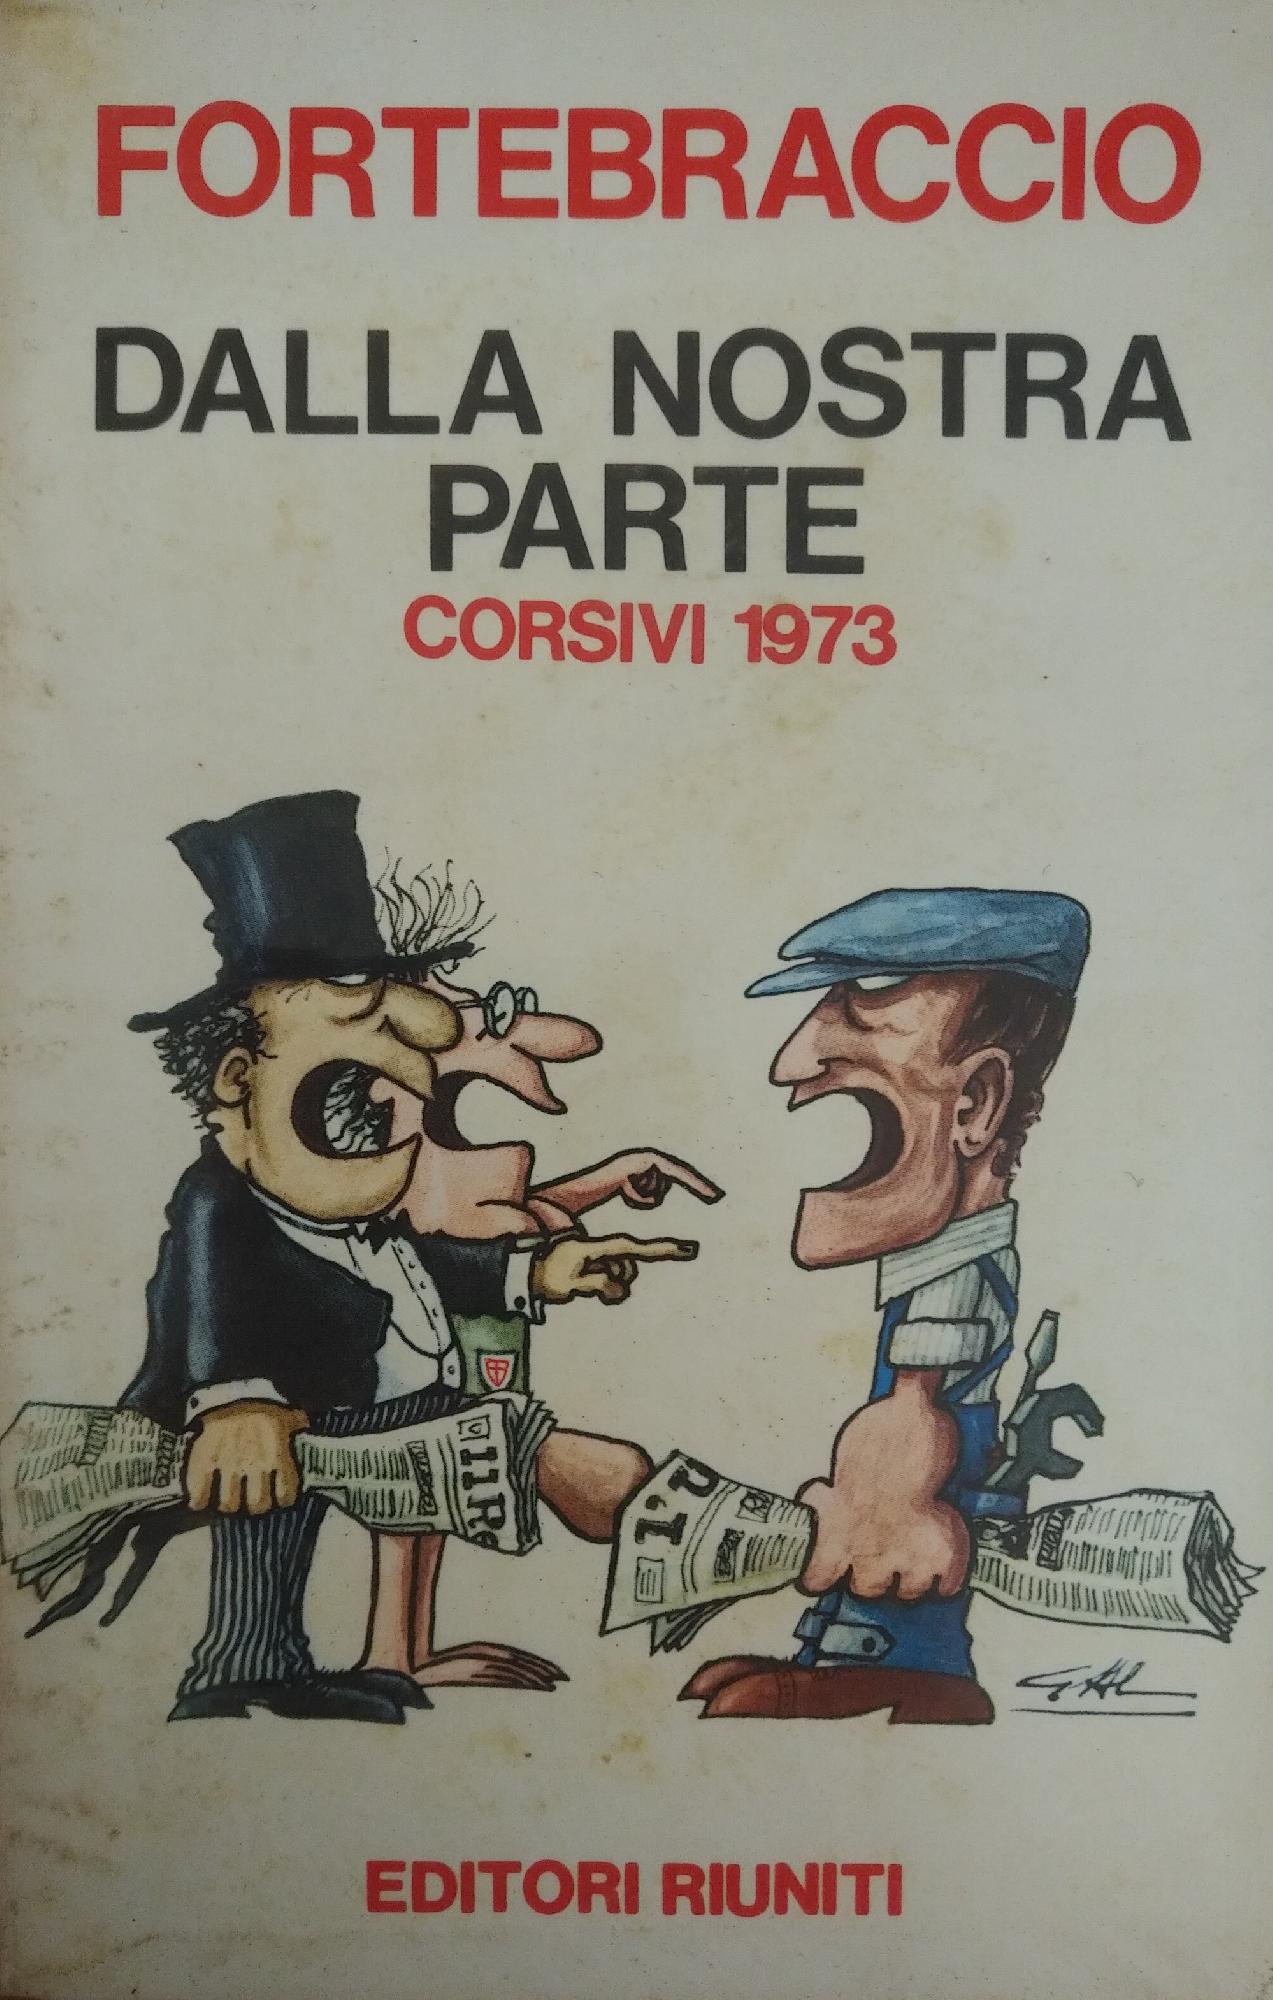 FORTEBRACCIO
DALLA NOSTRA
PARTE
CORSIVI 1973
l'U
EDITORI RIUNITI